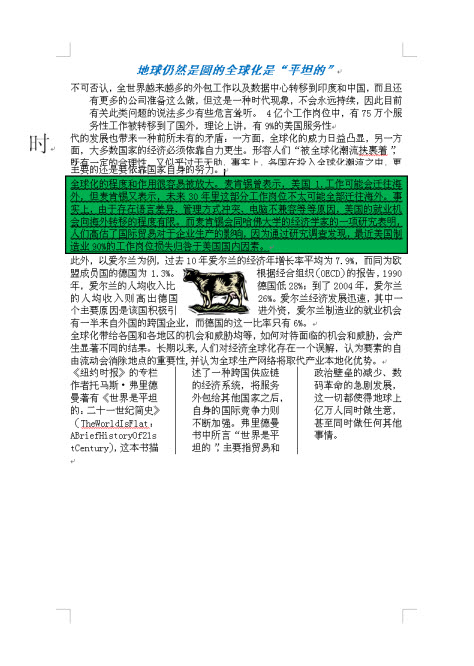 地球仍然是圆的全球化是“平坦的”
不可否认，全世界越来越多的外包工作以及数据中心转移到印度和中国，而且还
有更多的公司准备这么做，但这是一种时代现象，不会永远持续，因此目前
有关此类问题的说法多少有些危言耸听。 4亿个工作岗位中，有75万个服
务性工作被转移到了国外，理论上讲，有9%的美国服务性
时
代的发展也带来一种前所未有的矛盾，一方面，全球化的威力日益凸显，另一方
面，大多数国家的经济必须依靠自力更生。形容人们“被全球化潮流挟裹着”，
既有一定的合理性，又似乎过于无助，事实上，各国在投入全球化潮流之中，更
主要的还是要依靠国家自身的努力。
全球化的程度和作用很容易被放大。麦肯锡曾表示，美国 1.工作可能会迁往海
外，但麦肯锡又表示，未来30年里这部分工作岗位不太可能全部迁往海外，事
实上，由于存在语言差异、管理方式冲突、电脑不兼容等等原因，美国的就业机
会向海外转移的程度有限。而麦肯锡会同哈佛大学的经济学家的一项研究表明，
人们高估了国际贸易对于企业生产的影响，因为通过研究调查发现，最近美国制
造业90%的工作岗位损失归咎于美国国内因素。
此外，以爱尔兰为例，过去10年爱尔兰的经济年增长率平均为7.9%，而同为欧
盟成员国的德国为 1.3%。 根据经合组织(OECD)的报告，1990
年，爱尔兰的人均收入比 德国低28%；到了2004年，爱尔兰
的人均收入则高出德国 26%。爱尔兰经济发展迅速，其中一
个主要原因是该国积极引 进外资，爱尔兰制造业的就业机会
有一半来自外国的跨国企业，而德国的这一比率只有6%。
全球化带给各国和各地区的机会和威胁均等，如何对待面临的机会和威胁，会产
生显著不同的结果。长期以来，人们对经济全球化存在一个误解，认为要素的自
由流动会消除地点的重要性，并认为全球生产网络将取代产业本地化优势。
《纽约时报》的专栏
作者托马斯·弗里德
曼著有《世界是平坦
的：二十一世纪简史》
（TheWorldIsFlat：
ABriefHistoryOf21s
tCentury)，这本书描
述了一种跨国供应链
的经济系统，将服务
外包给其他国家之后，
自身的国际竞争力则
不断加强。弗里德曼
书中所言“世界是平
坦的”，主要指贸易和
政治壁垒的减少、数
码革命的急剧发展，
这一切都使得地球上
亿万人同时做生意，
甚至同时做任何其他
事情。